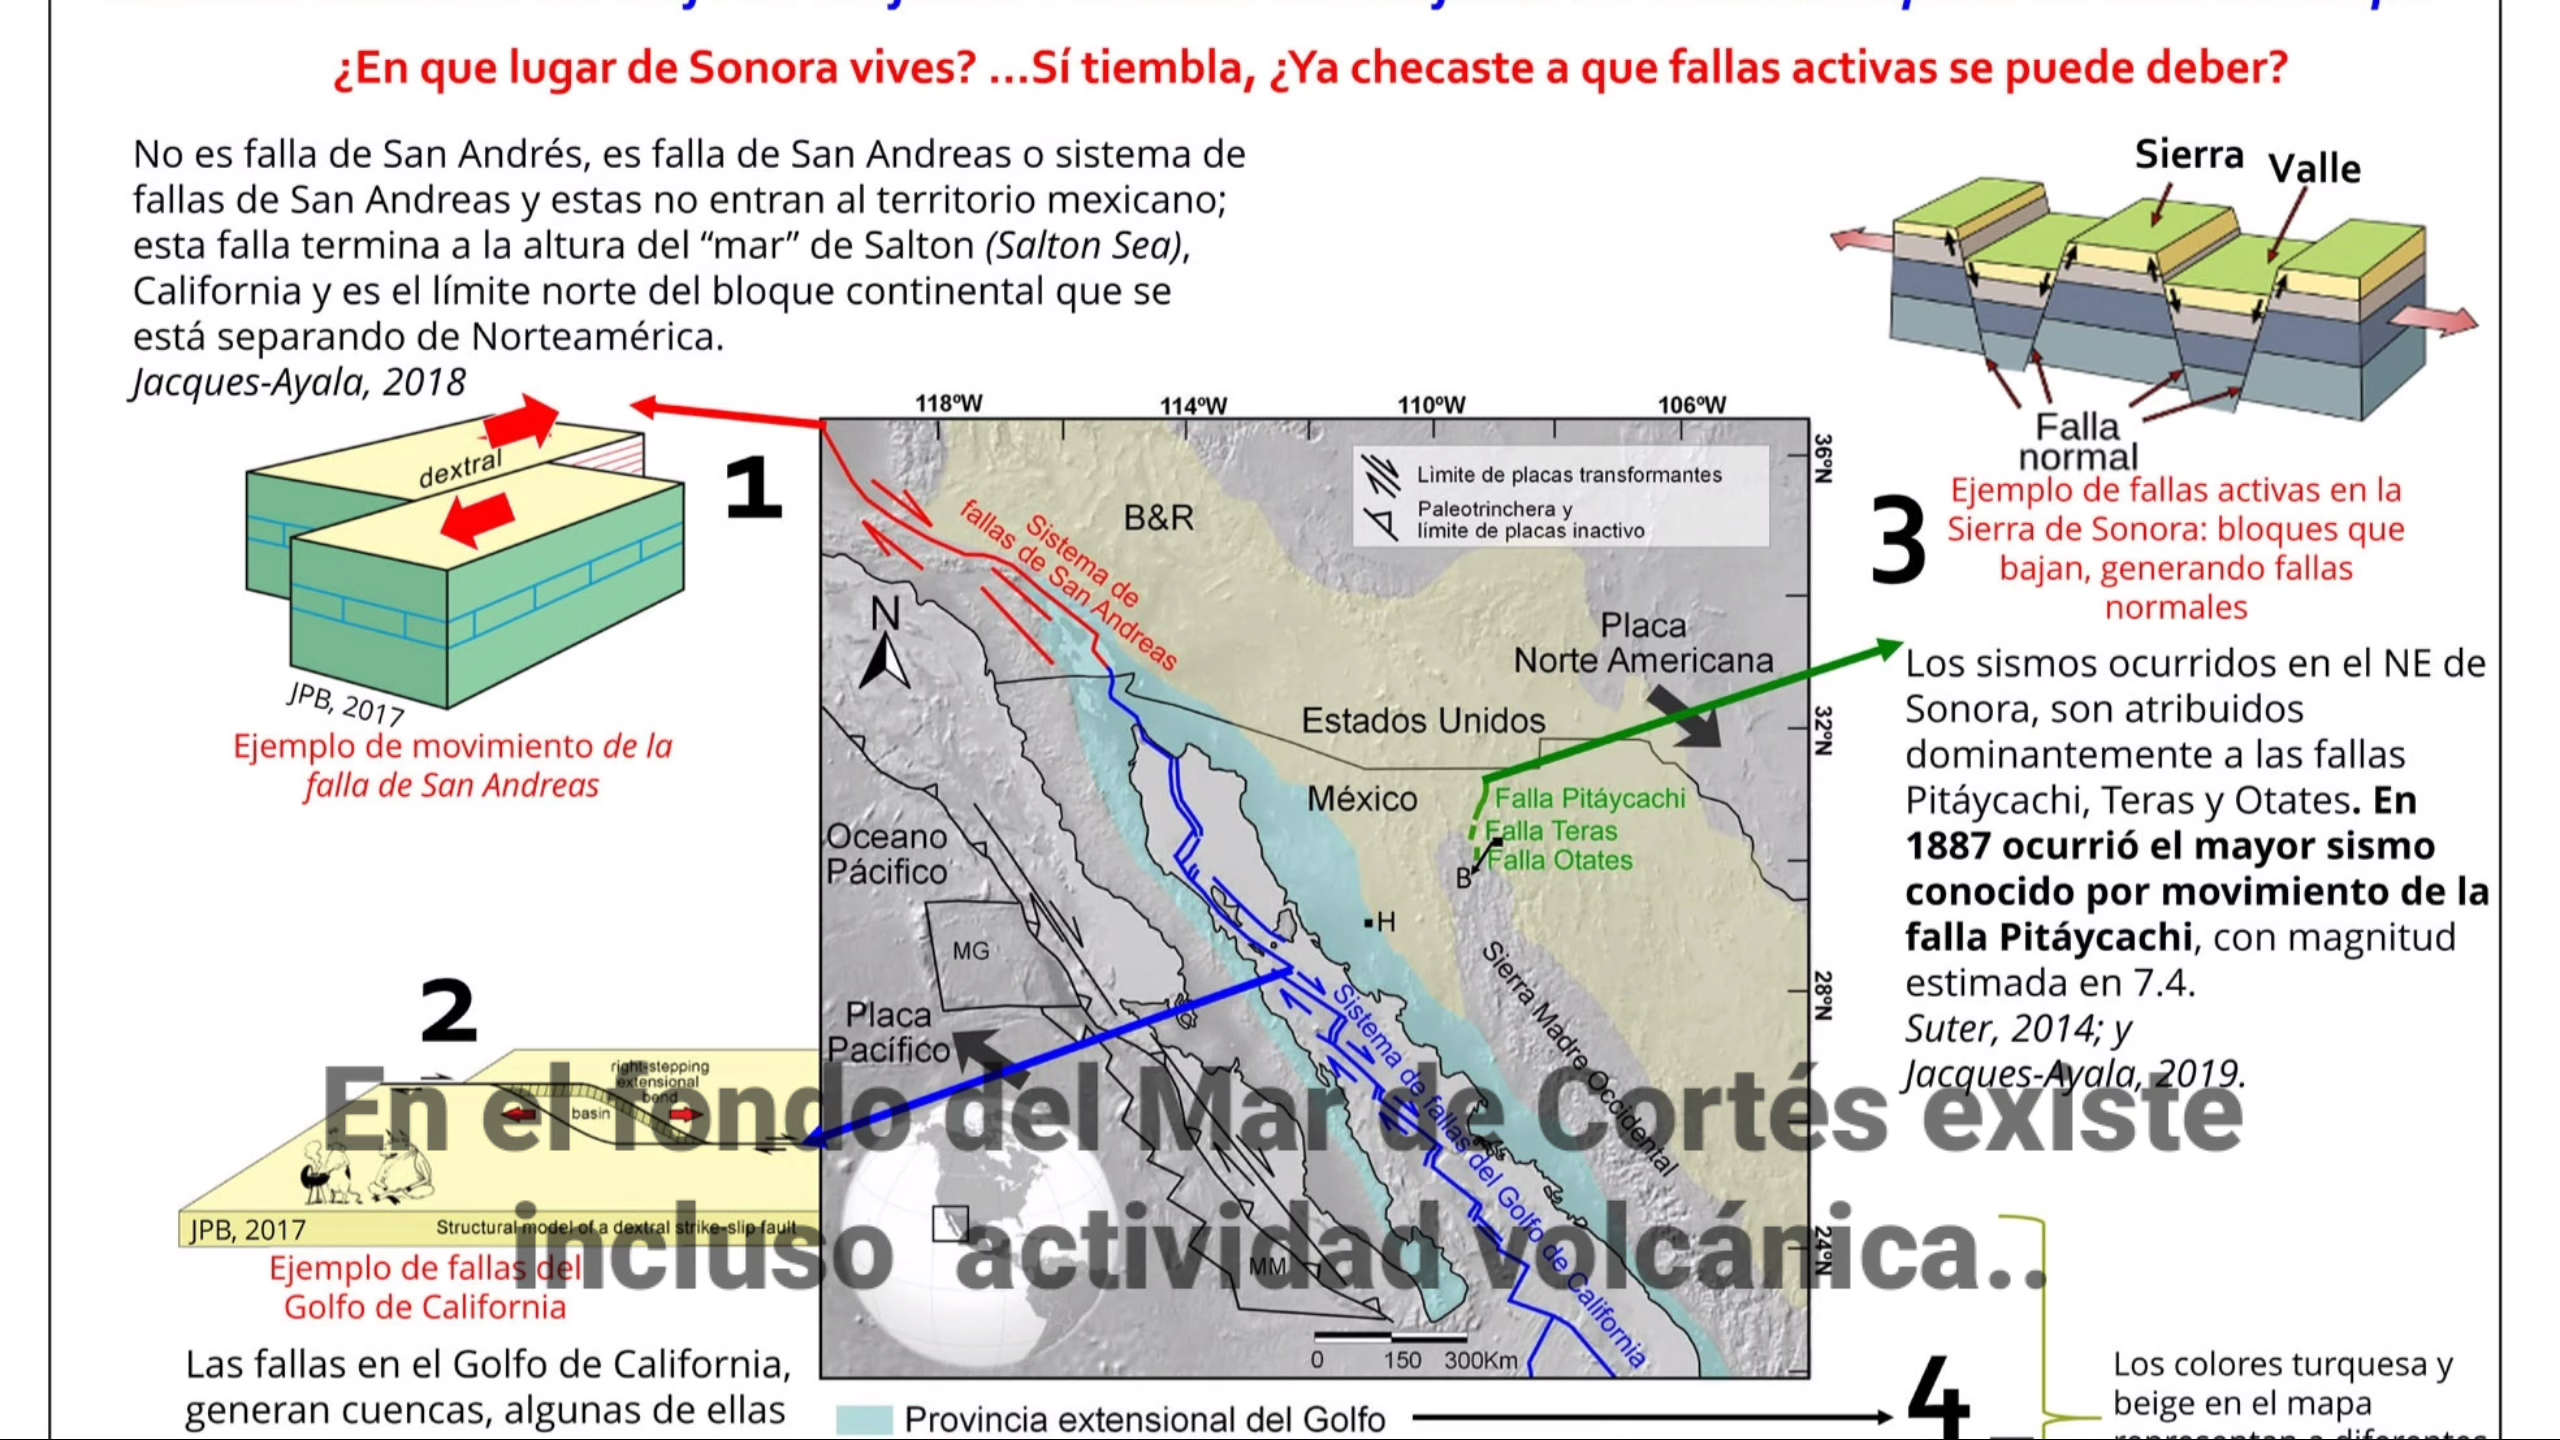 ¿En que lugar de Sonora vives? ...Sí tiembla, ¿Ya checaste a que fallas activas se puede deber?
No es falla de San Andrés, es falla de San Andreas o sistema de
fallas de San Andreas y estas no entran al territorio mexicano;
esta falla termina a la altura del “mar” de Salton (Salton Sea),
California y es el límite norte del bloque continental que se
está separando de Norteamérica.
Jacques-Ayala, 2018
dextral
1
JPB, 2017
Ejemplo de movimiento de la
falla de San Andreas
2
right-stepping
extensional
bend
basin
JPB, 2017
Structural model of a dextral strike-slip fault
Ejemplo de fallas del
Golfo de California
Las fallas en el Golfo de California,
generan cuencas, algunas de ellas
118ºW
114ºW
110ºW
106ºW
36ºN
32ºN
28ºN
24ºN
Lìmite de placas transformantes
Paleotrinchera y
límite de placas inactivo
B&R
Sistema de
fallas de San Andreas
N
Placa
Norte Americana
Estados Unidos
México
Falla Pitáycachi
Falla Teras
Falla Otates
B
H
Oceano
Pácifico
MG
Placa
Pacífico
Sierra Madre Occidental
Sistema de fallas del Golfo de California
MM
0 150 300Km
Provincia extensional del Golfo
Sierra
Valle
Falla
normal
3
Ejemplo de fallas activas en la
Sierra de Sonora: bloques que
bajan, generando fallas
normales
Los sismos ocurridos en el NE de
Sonora, son atribuidos
dominantemente a las fallas
Pitáycachi, Teras y Otates. En
1887 ocurrió el mayor sismo
conocido por movimiento de la
falla Pitáycachi, con magnitud
estimada en 7.4.
Suter, 2014; y
Jacques-Ayala, 2019.
4
Los colores turquesa y
beige en el mapa
En el fondo del Mar de Cortés existe
incluso actividad volcánica..